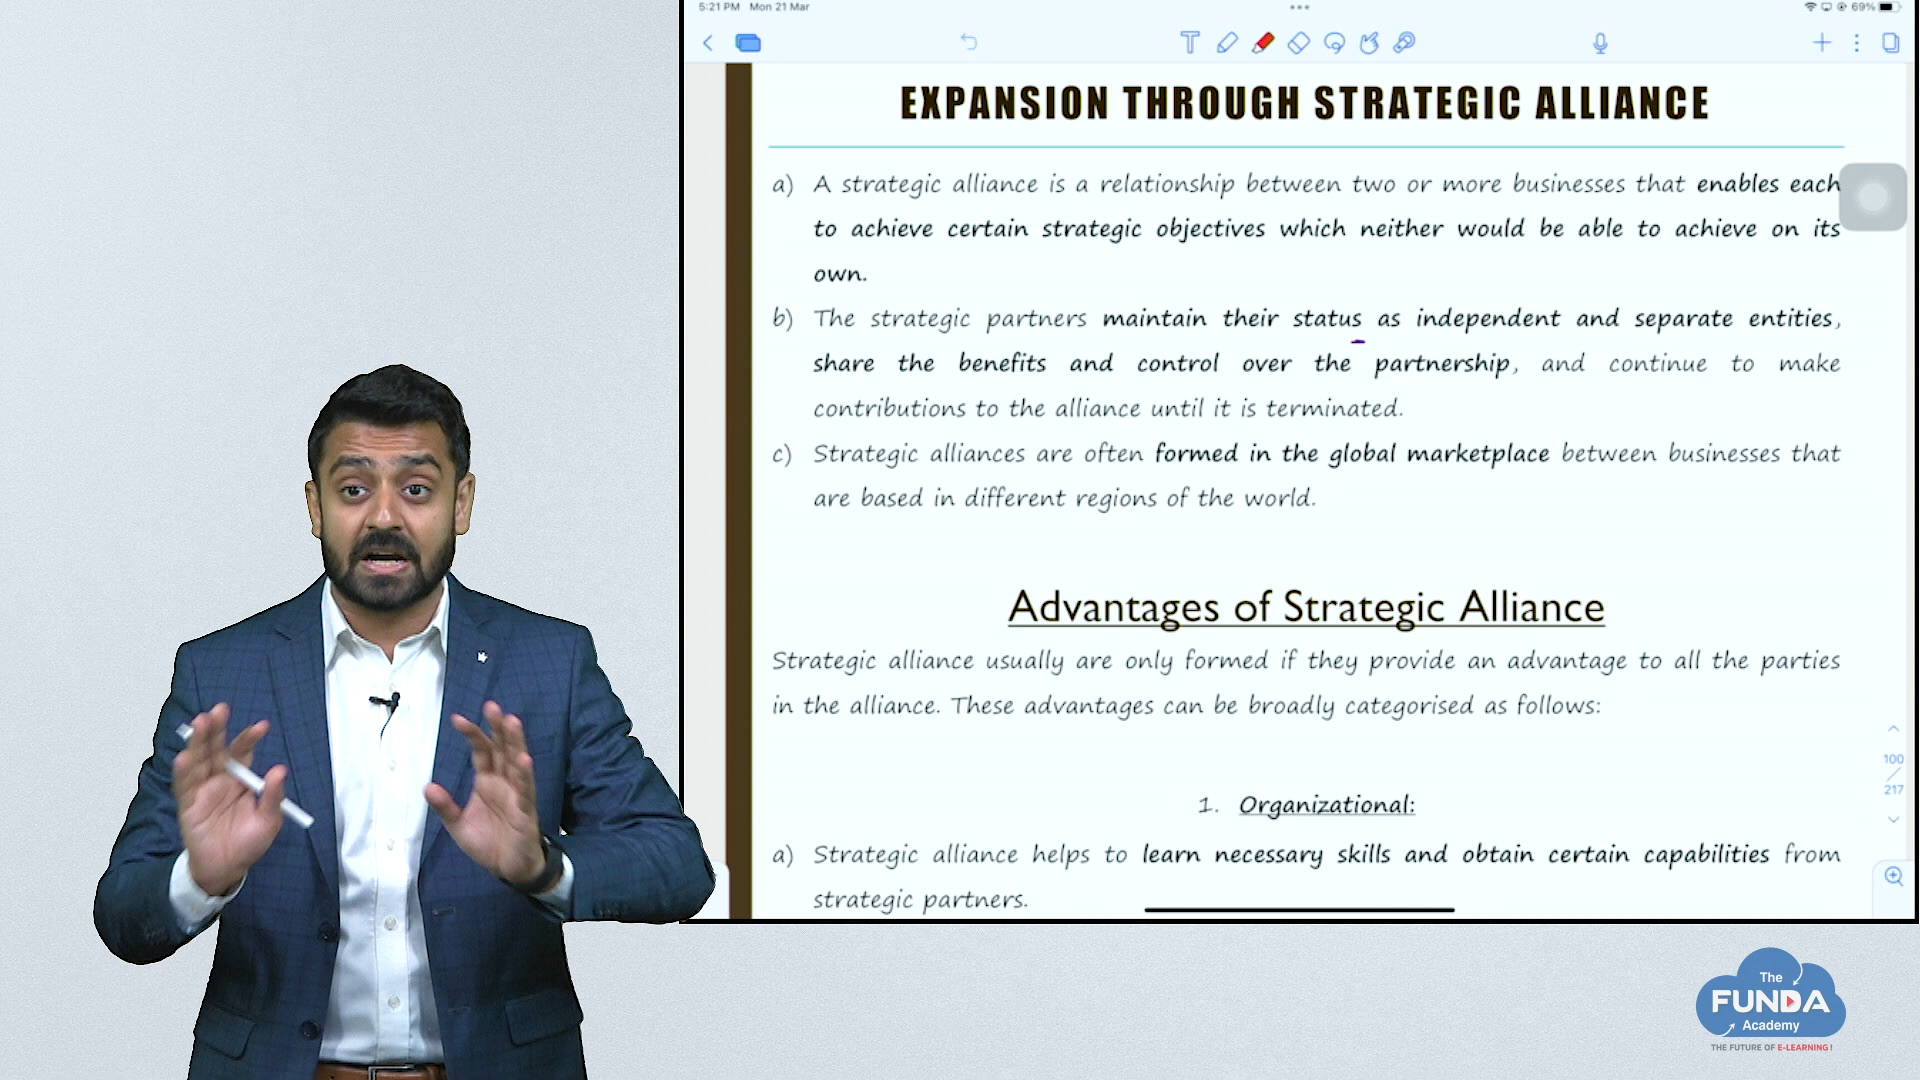 5:21 PM Mon 21 Mar
69%
EXPANSION THROUGH STRATEGIC ALLIANCE
a) A strategic alliance is a relationship between two or more businesses that enables each
to achieve certain strategic objectives which neither would be able to achieve on its
own.
b) The strategic partners maintain their status as independent and separate entities,
share the benefits and control over the partnership, and continue to make
contributions to the alliance until it is terminated.
c) Strategic alliances are often formed in the global marketplace between businesses that
are based in different regions of the world.
Advantages of Strategic Alliance
Strategic alliance usually are only formed if they provide an advantage to all the parties
in the alliance. These advantages can be broadly categorised as follows:
100
217
1. Organizational:
a) Strategic alliance helps to learn necessary skills and obtain certain capabilities from
strategic partners.
The
FUNDA
Academy
THE FUTURE OF E-LEARNING!